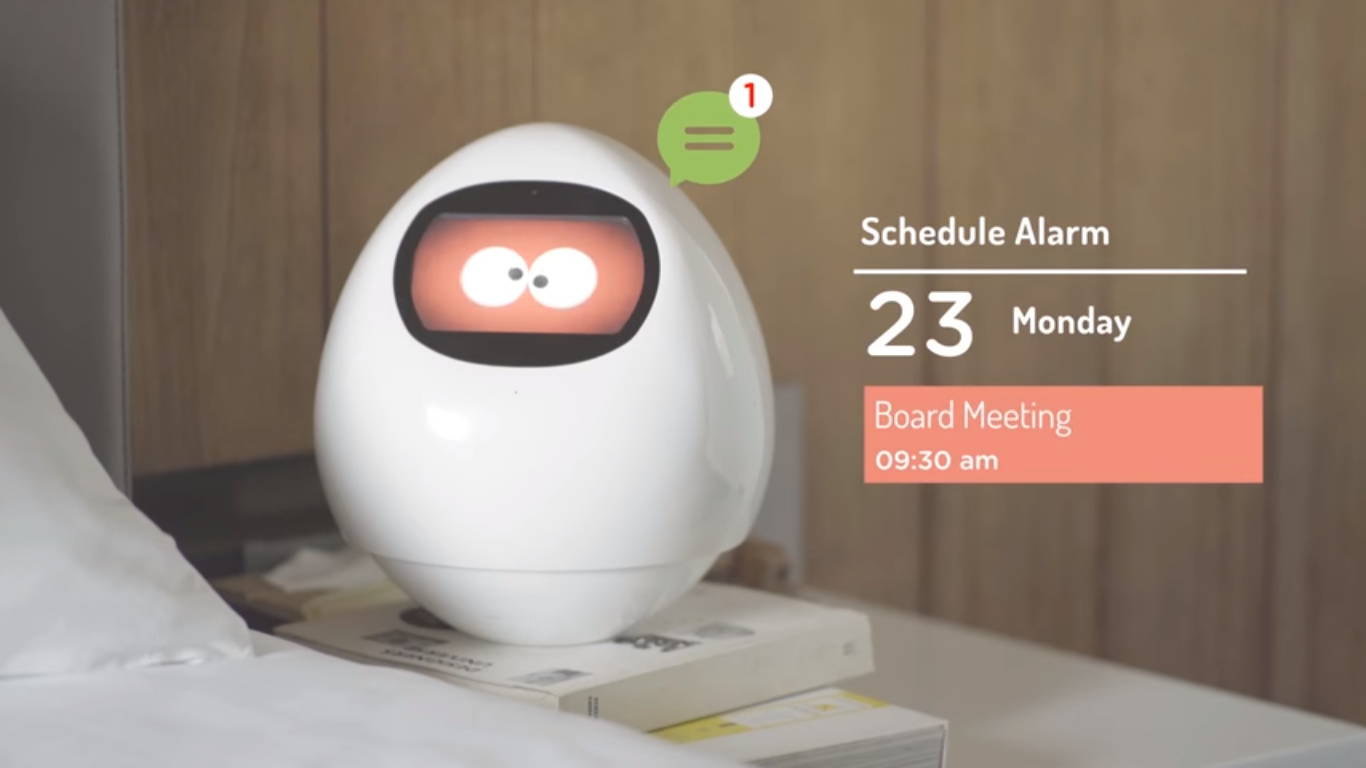 1
Schedule Alarm
23 Monday
Board Meeting
09:30 am